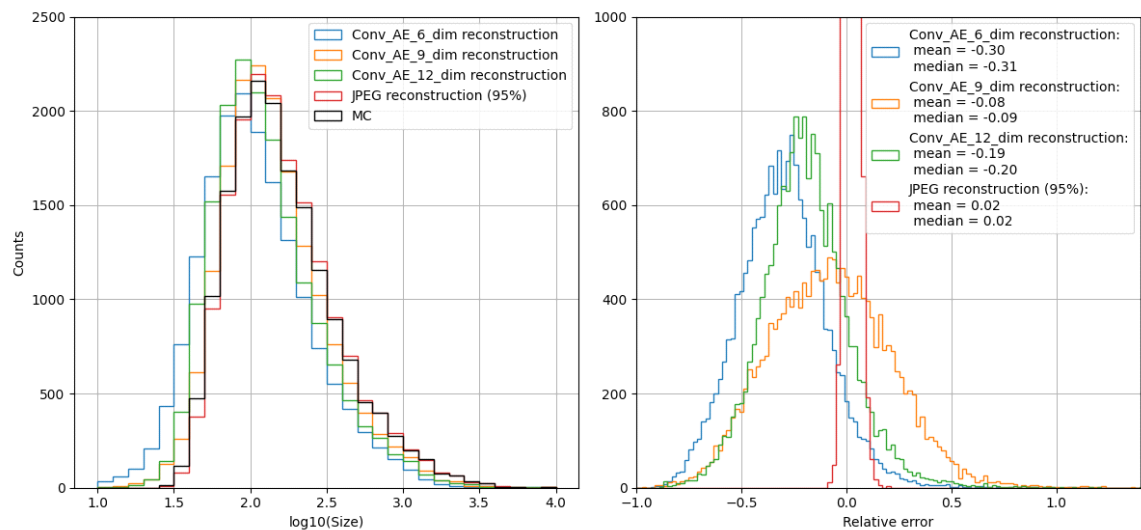 2500
2000
1500
1000
500
0
Counts
1.0
1.5
2.0
2.5
3.0
3.5
4.0
log10(Size)
Conv_AE_6_dim reconstruction
Conv_AE_9_dim reconstruction
Conv_AE_12_dim reconstruction
JPEG reconstruction (95%)
MC
1000
800
600
400
200
0
−1.0
−0.5
0.0
0.5
1.0
Relative error
Conv_AE_6_dim reconstruction:
mean = -0.30
median = -0.31
Conv_AE_9_dim reconstruction:
mean = -0.08
median = -0.09
Conv_AE_12_dim reconstruction:
mean = -0.19
median = -0.20
JPEG reconstruction (95%):
mean = 0.02
median = 0.02